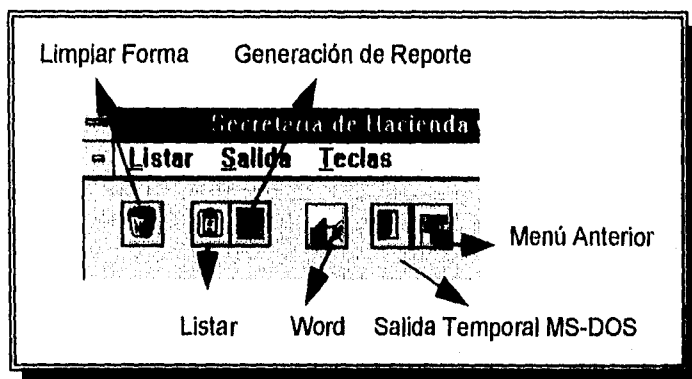 Limpiar Forma Generación de Reporte
Secretaria de Hacienda
Listar Salida Teclas
Menú Anterior
Listar Word Salida Temporal MS-DOS